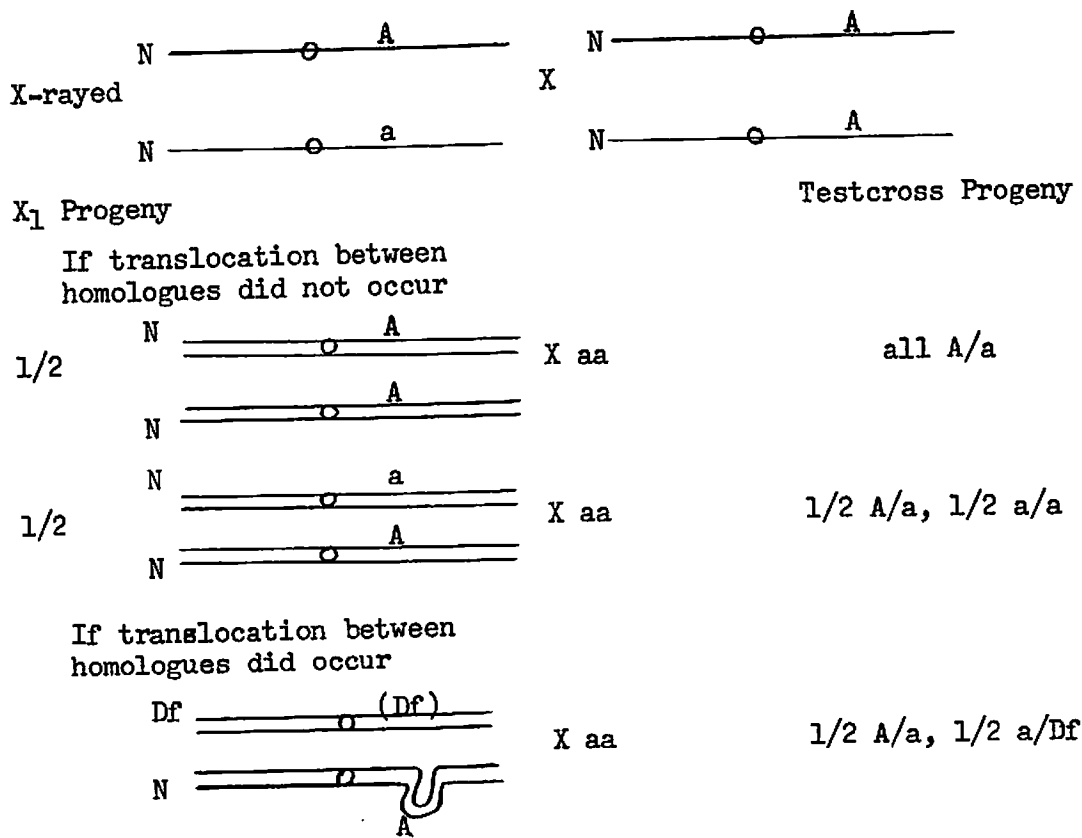 N A N A
X-rayed X
N a N A
Testcross Progeny
X1 Progeny
If translocation between
homologues did not occur
N A
1/2 X aa all A/a
A
N
N a
1/2 X aa 1/2 A/a, 1/2 a/a
A
N
If translocation between
homologues did occur
Df (Df)
X aa 1/2 A/a, 1/2 a/Df
N
A